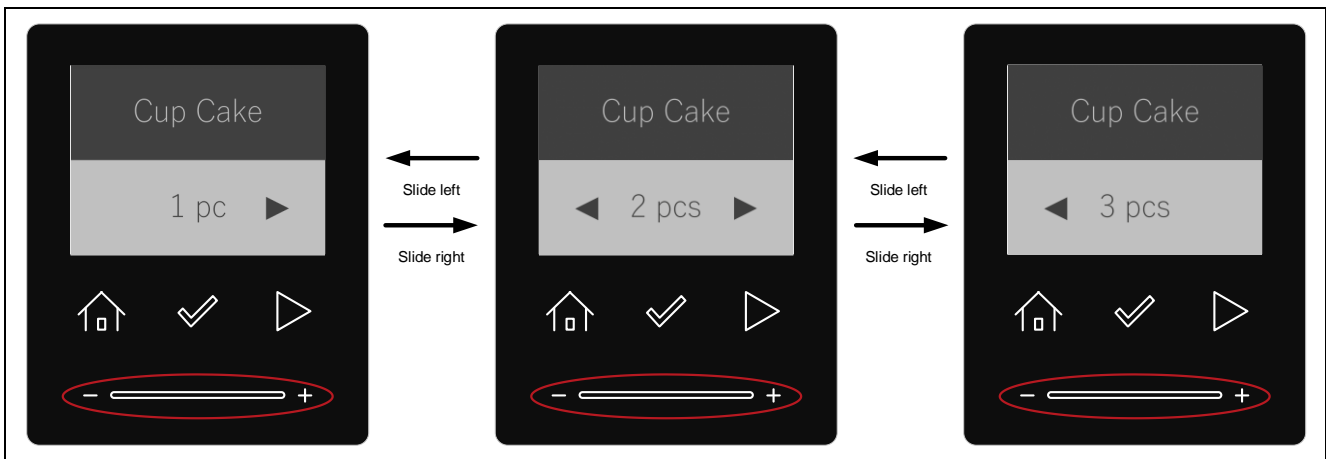 Cup Cake
1 pc ▶
- +
Slide left
Slide right
Cup Cake
◀ 2 pcs ▶
- +
Slide left
Slide right
Cup Cake
◀ 3 pcs
- +